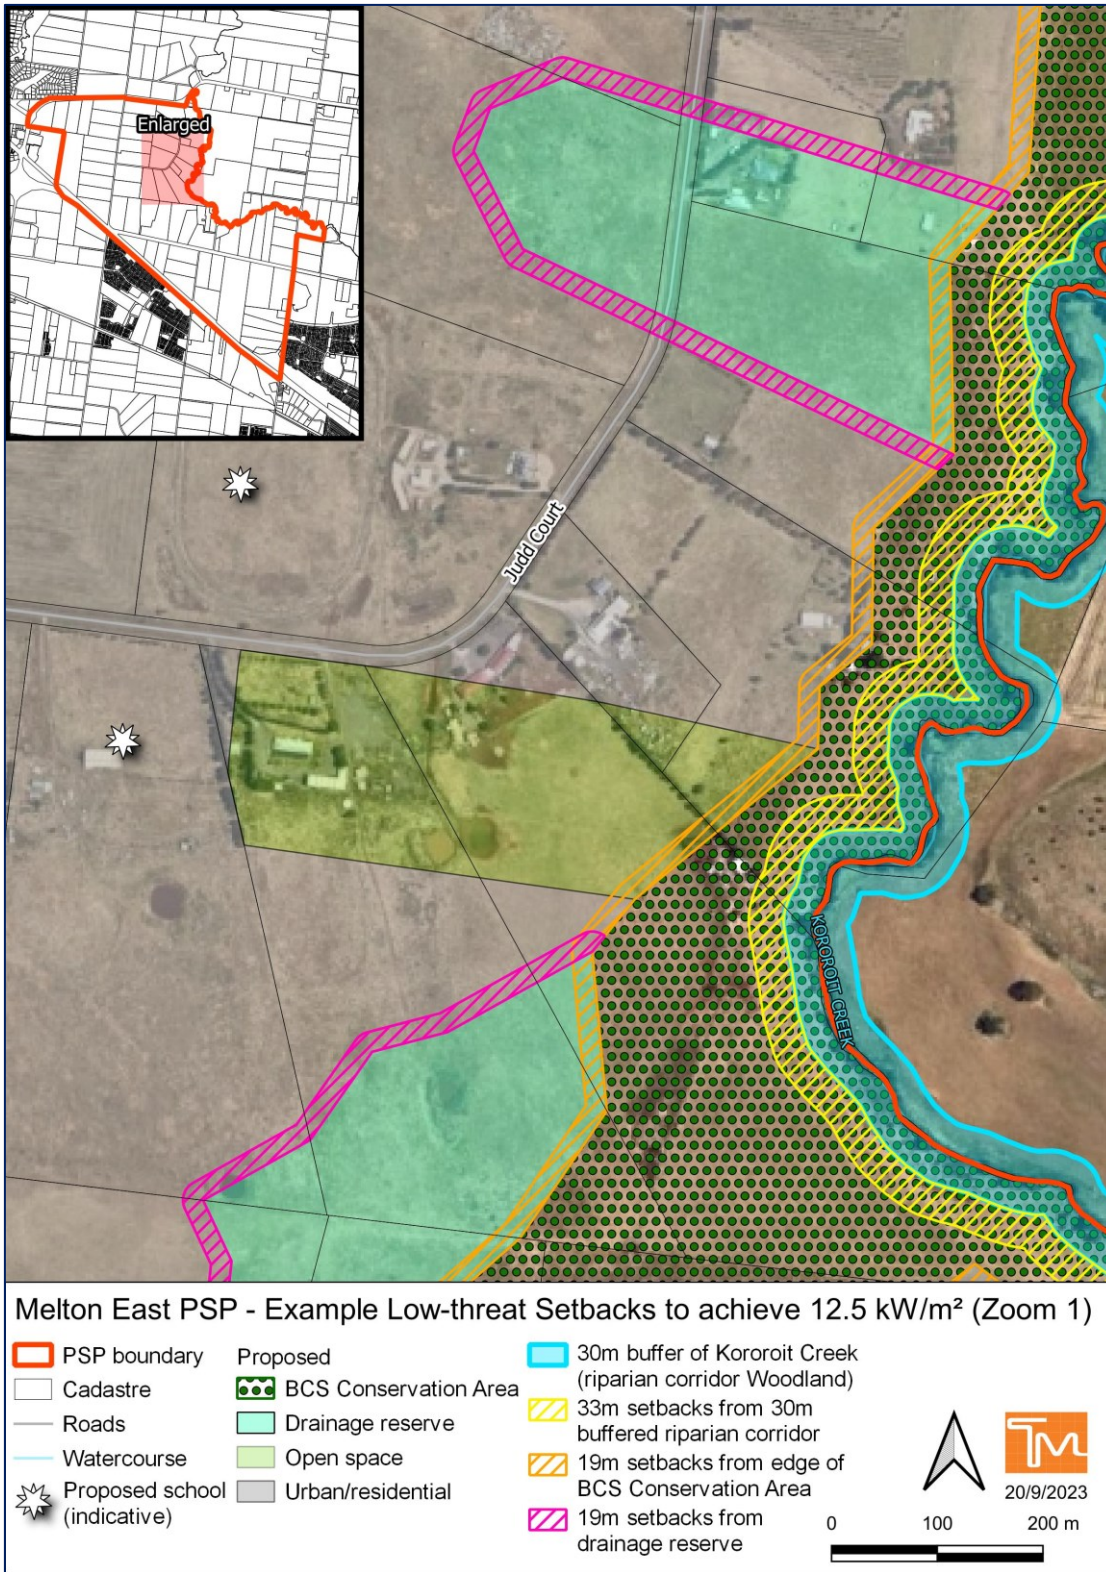 Enlarged
Judd Court
KOROROIT CREEK
Melton East PSP - Example Low-threat Setbacks to achieve 12.5 kW/m² (Zoom 1)
PSP boundary
Cadastre
Roads
Watercourse
Proposed school
(indicative)
Proposed
BCS Conservation Area
Drainage reserve
Open space
Urban/residential
30m buffer of Kororoit Creek
(riparian corridor Woodland)
33m setbacks from 30m
buffered riparian corridor
19m setbacks from edge of
BCS Conservation Area
19m setbacks from
drainage reserve
TM
20/9/2023
0 100 200 m